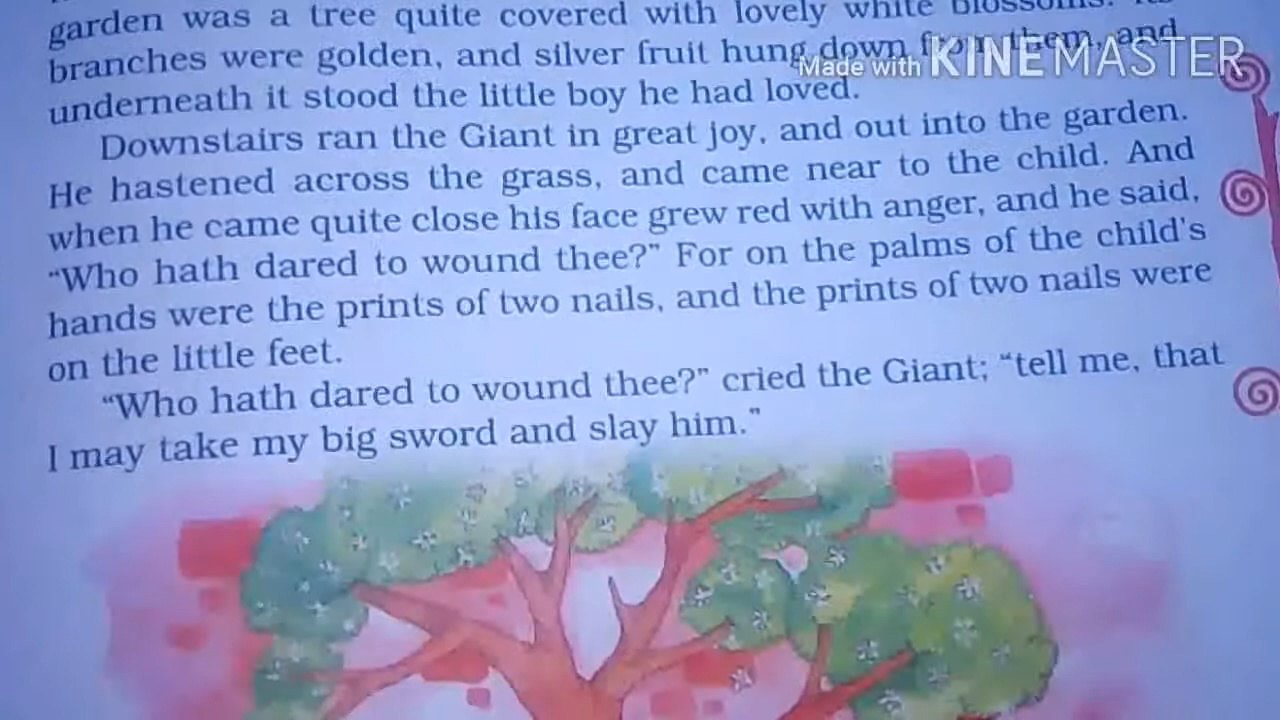 garden was a tree quite covered with lovely white blossoms.
branches were golden, and silver fruit hung down from them, and
Made with KINEMASTER
underneath it stood the little boy he had loved.
Downstairs ran the Giant in great joy, and out into the garden.
He hastened across the grass, and came near to the child. And
when he came quite close his face grew red with anger, and he said,
“Who hath dared to wound thee?” For on the palms of the child's
hands were the prints of two nails, and the prints of two nails were
on the little feet.
“Who hath dared to wound thee?” cried the Giant; “tell me, that
I may take my big sword and slay him.”